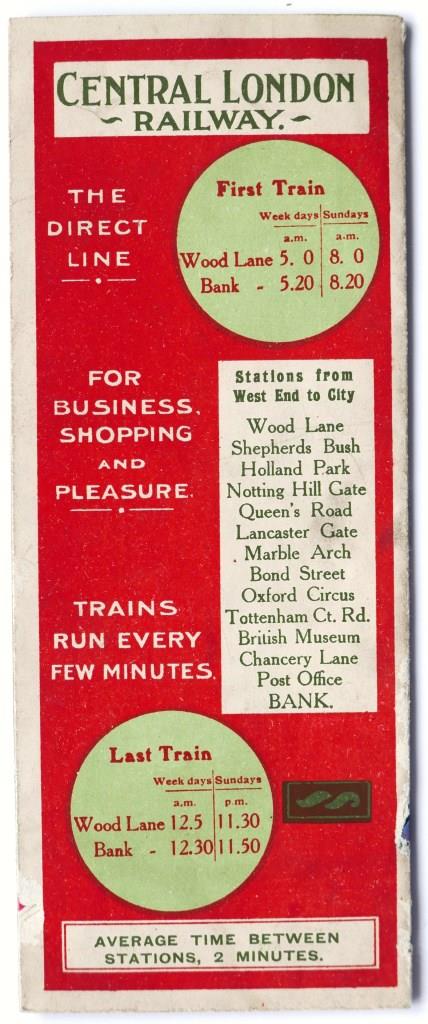 CENTRAL LONDON
~ RAILWAY. ~
THE
DIRECT
LINE
First Train
Week days Sundays
a.m. a.m.
Wood Lane 5. 0 8. 0
Bank - 5.20 8.20
FOR
BUSINESS,
SHOPPING
AND
PLEASURE.
Stations from
West End to City
Wood Lane
Shepherds Bush
Holland Park
Notting Hill Gate
Queen's Road
Lancaster Gate
Marble Arch
Bond Street
Oxford Circus
Tottenham Ct. Rd.
British Museum
Chancery Lane
Post Office
BANK.
TRAINS
RUN EVERY
FEW MINUTES.
Last Train
Week days Sundays
a.m. p.m.
Wood Lane 12.5 11.30
Bank - 12.30 11.50
AVERAGE TIME BETWEEN
STATIONS, 2 MINUTES.